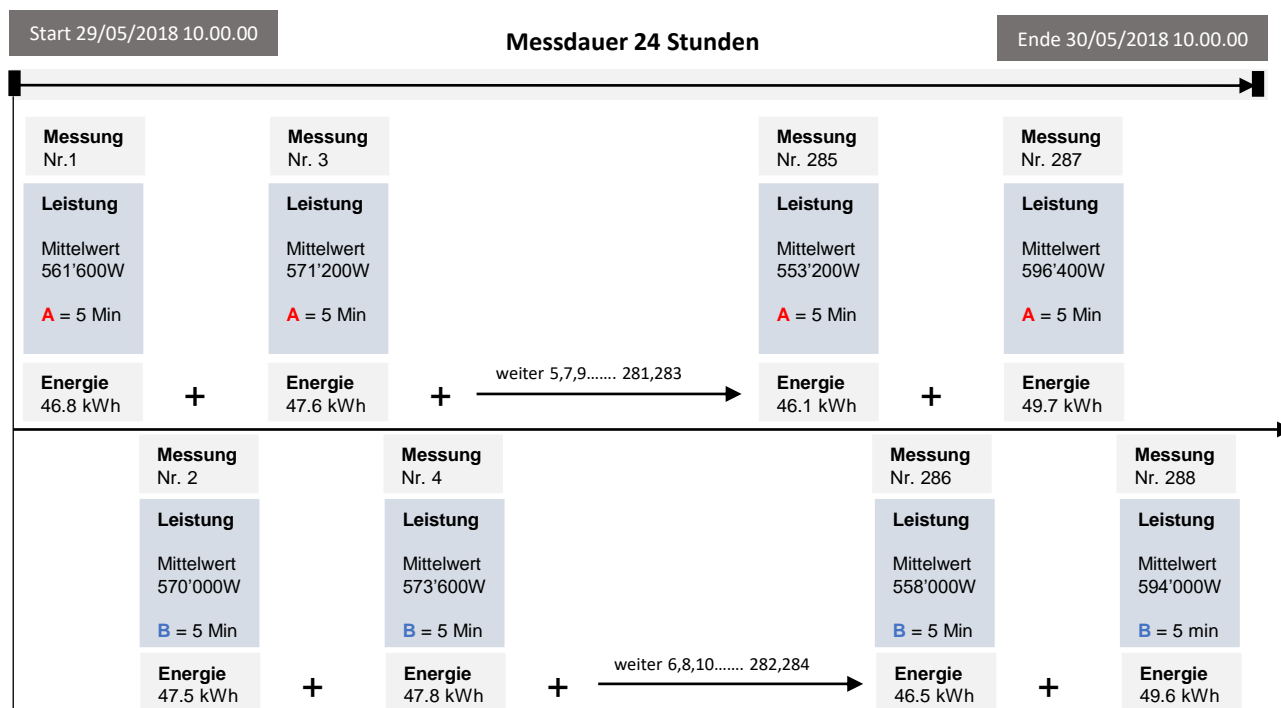 Start 29/05/2018 10.00.00
Messdauer 24 Stunden
Ende 30/05/2018 10.00.00
Messung
Nr.1
Leistung
Mittelwert
561’600W
A = 5 Min
Energie
46.8 kWh
+
Messung
Nr. 3
Leistung
Mittelwert
571’200W
A = 5 Min
Energie
47.6 kWh
+
weiter 5,7,9……. 281,283
Messung
Nr. 285
Leistung
Mittelwert
553’200W
A = 5 Min
Energie
46.1 kWh
+
Messung
Nr. 287
Leistung
Mittelwert
596’400W
A = 5 Min
Energie
49.7 kWh
Messung
Nr. 2
Leistung
Mittelwert
570’000W
B = 5 Min
Energie
47.5 kWh
+
Messung
Nr. 4
Leistung
Mittelwert
573’600W
B = 5 Min
Energie
47.8 kWh
+
weiter 6,8,10……. 282,284
Messung
Nr. 286
Leistung
Mittelwert
558’000W
B = 5 Min
Energie
46.5 kWh
+
Messung
Nr. 288
Leistung
Mittelwert
594’000W
B = 5 min
Energie
49.6 kWh